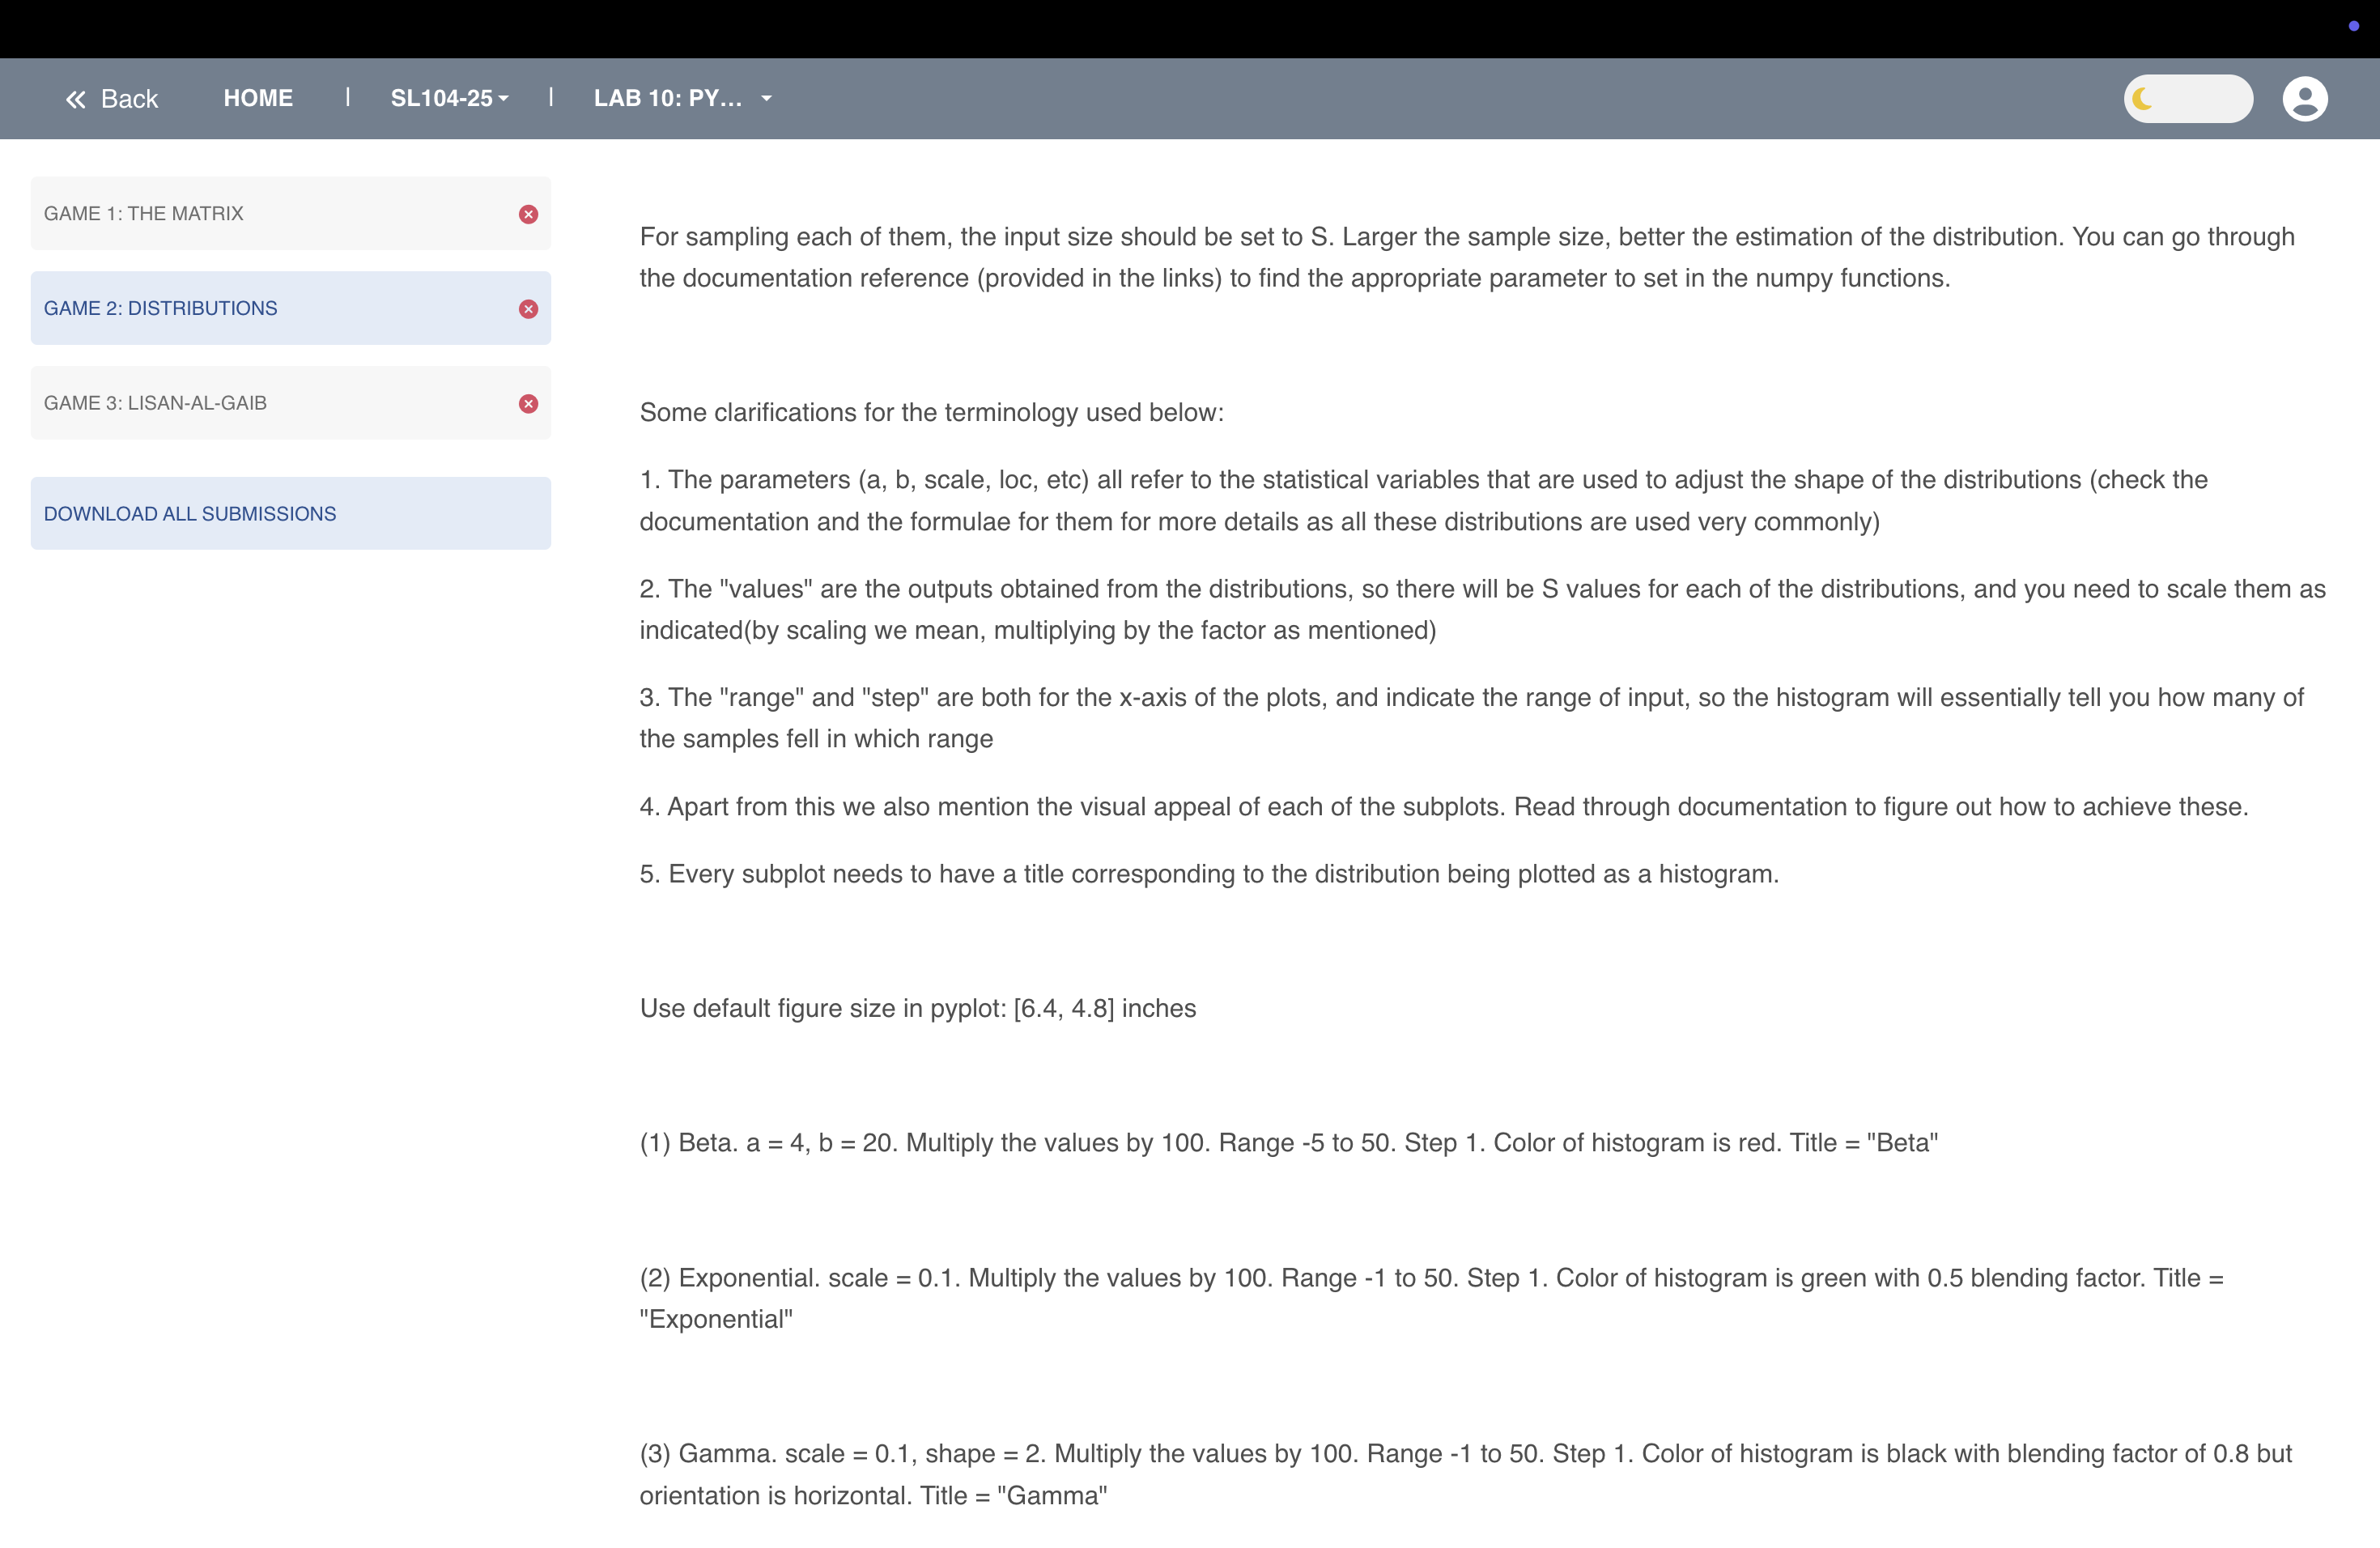 Back
HOME
|
SL104-25
|
LAB 10: PY...
GAME 1: THE MATRIX
GAME 2: DISTRIBUTIONS
GAME 3: LISAN-AL-GAIB
DOWNLOAD ALL SUBMISSIONS
For sampling each of them, the input size should be set to S. Larger the sample size, better the estimation of the distribution. You can go through
the documentation reference (provided in the links) to find the appropriate parameter to set in the numpy functions.
Some clarifications for the terminology used below:
1. The parameters (a, b, scale, loc, etc) all refer to the statistical variables that are used to adjust the shape of the distributions (check the
documentation and the formulae for them for more details as all these distributions are used very commonly)
2. The "values" are the outputs obtained from the distributions, so there will be S values for each of the distributions, and you need to scale them as
indicated(by scaling we mean, multiplying by the factor as mentioned)
3. The "range" and "step" are both for the x-axis of the plots, and indicate the range of input, so the histogram will essentially tell you how many of
the samples fell in which range
4. Apart from this we also mention the visual appeal of each of the subplots. Read through documentation to figure out how to achieve these.
5. Every subplot needs to have a title corresponding to the distribution being plotted as a histogram.
Use default figure size in pyplot: [6.4, 4.8] inches
(1) Beta. a = 4, b = 20. Multiply the values by 100. Range -5 to 50. Step 1. Color of histogram is red. Title = "Beta"
(2) Exponential. scale = 0.1. Multiply the values by 100. Range -1 to 50. Step 1. Color of histogram is green with 0.5 blending factor. Title =
"Exponential"
(3) Gamma. scale = 0.1, shape = 2. Multiply the values by 100. Range -1 to 50. Step 1. Color of histogram is black with blending factor of 0.8 but
orientation is horizontal. Title = "Gamma"